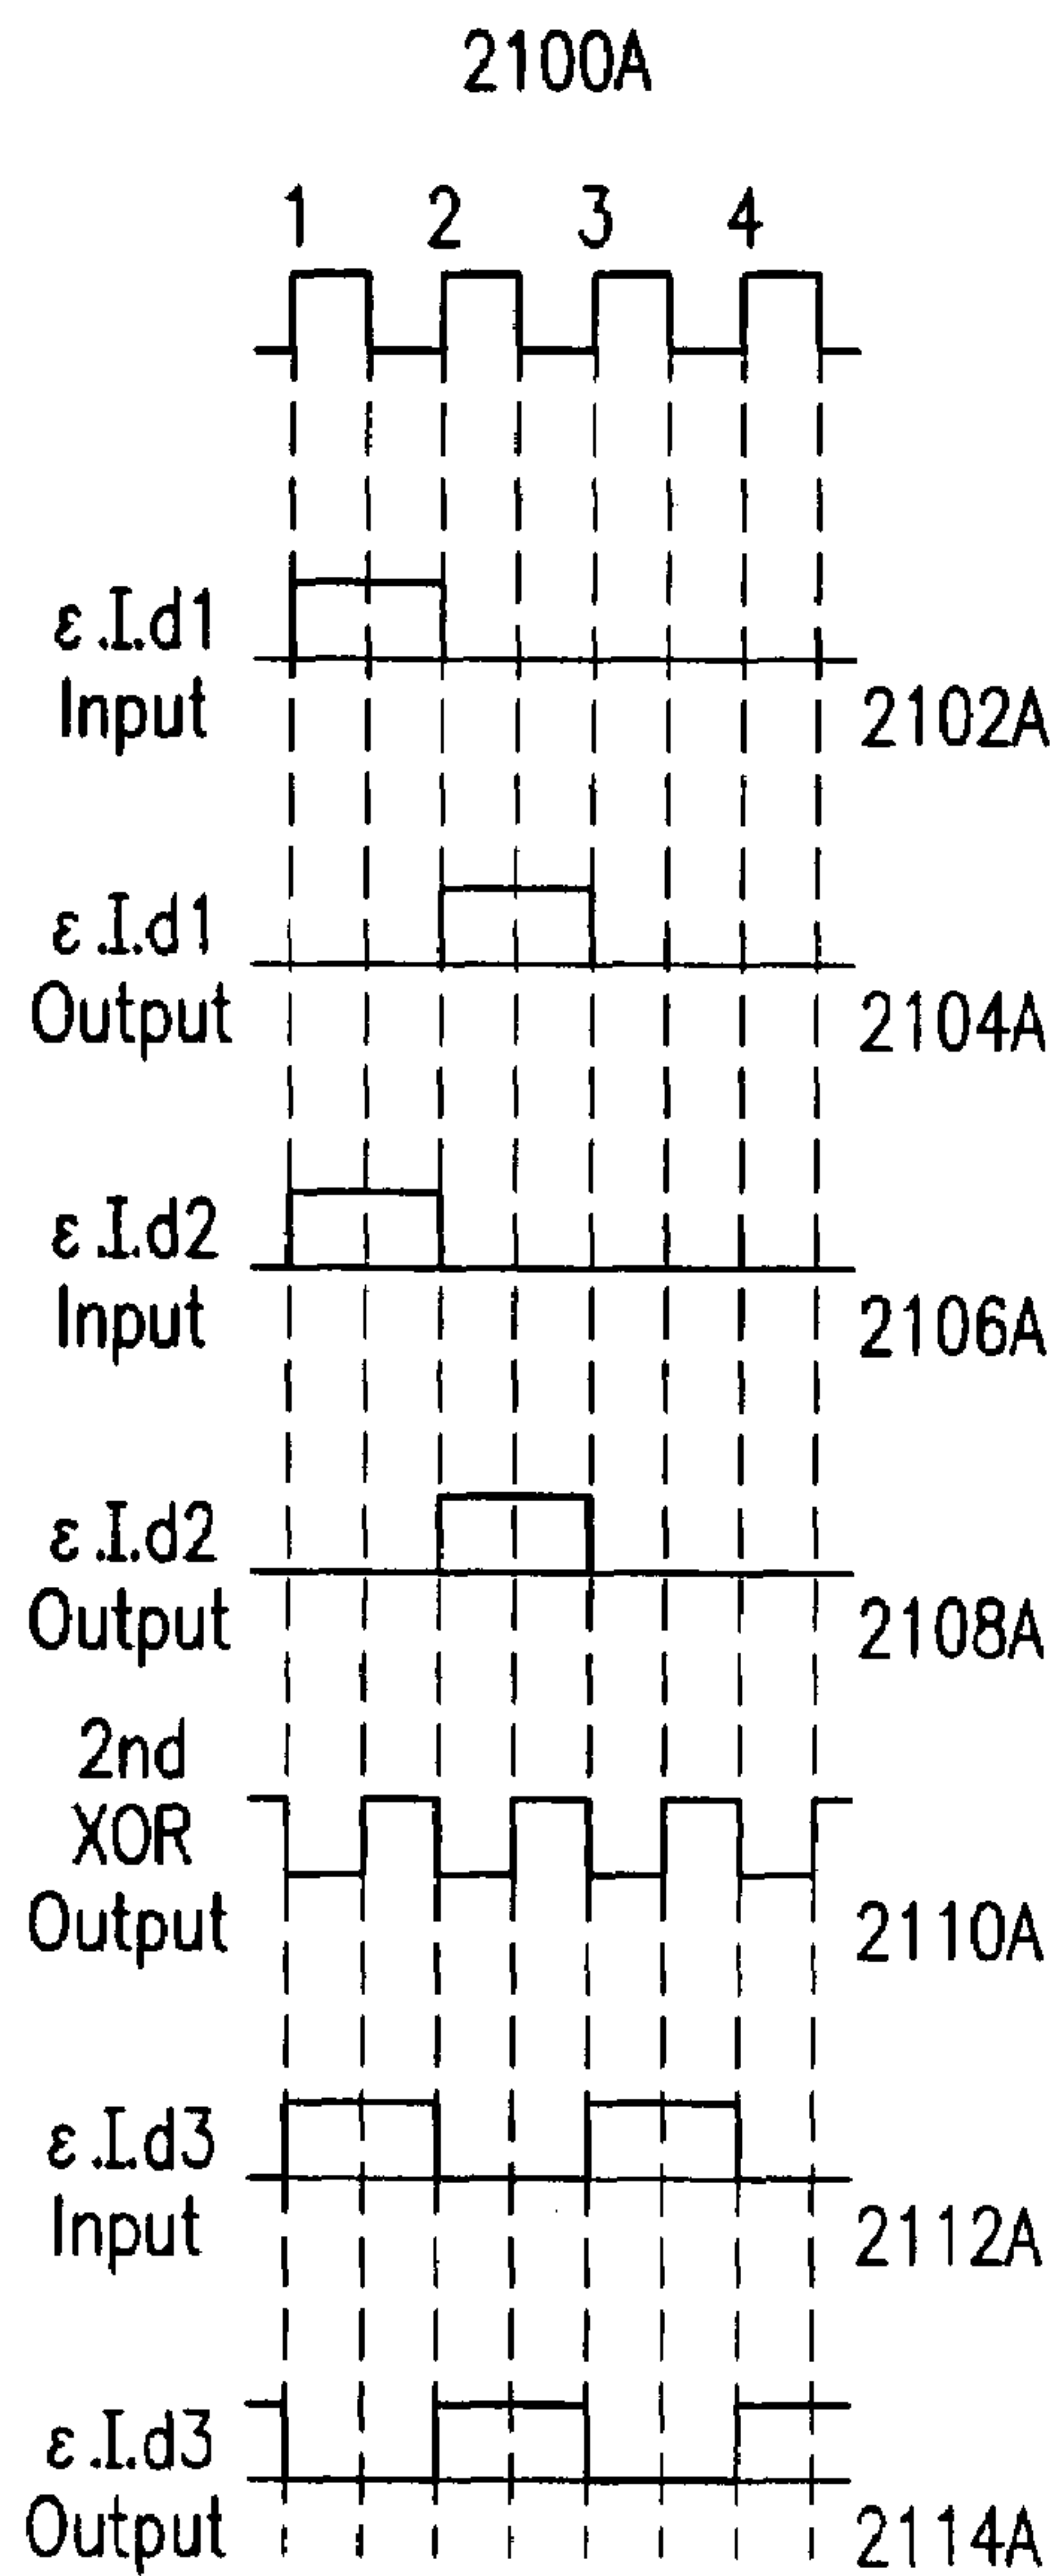 2100A
1 2 3 4
ε.I.d1
Input
2102A
ε.I.d1
Output
2104A
ε.I.d2
Input
2106A
ε.I.d2
Output
2108A
2nd
XOR
Output
2110A
ε.I.d3
Input
2112A
ε.I.d3
Output
2114A